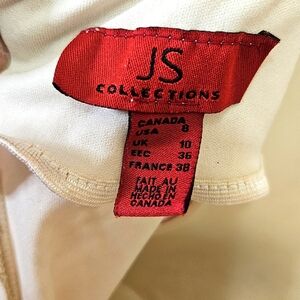 JS
COLLECTIONS
CANADA
USA 8
UK 10
EEC 36
FRANCE 38
FAIT AU
MADE IN
HECHO EN
CANADA